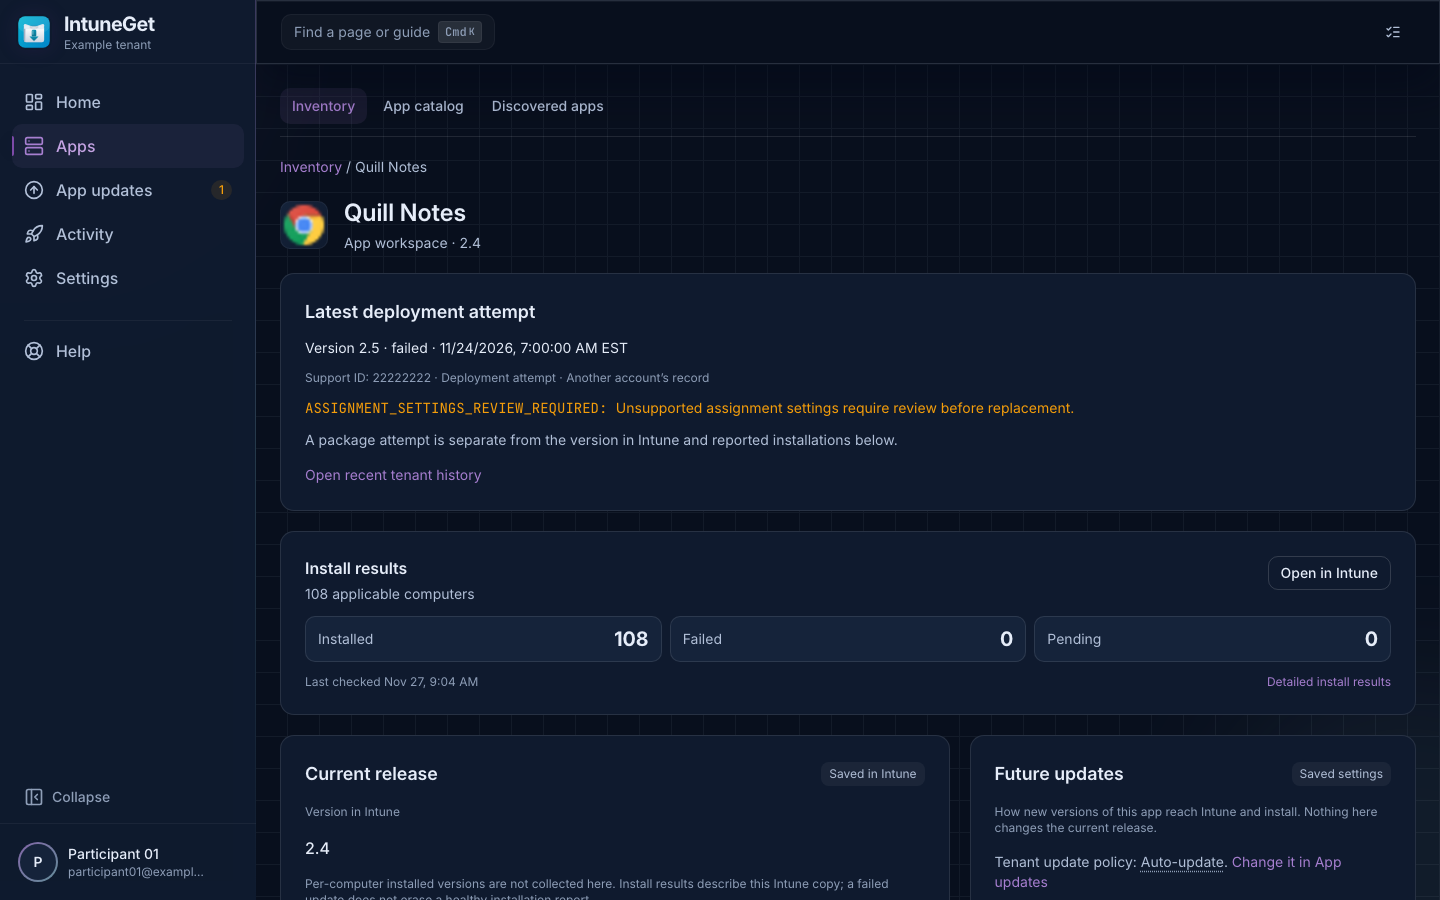 IntuneGet
Example tenant
Find a page or guide
Cmd K
Home
Apps
App updates
1
Activity
Settings
Help
Collapse
P
Participant 01
participant01@exampl...
Inventory
App catalog
Discovered apps
Inventory / Quill Notes
Quill Notes
App workspace · 2.4
Latest deployment attempt
Version 2.5 · failed · 11/24/2026, 7:00:00 AM EST
Support ID: 22222222 · Deployment attempt · Another account’s record
ASSIGNMENT_SETTINGS_REVIEW_REQUIRED: Unsupported assignment settings require review before replacement.
A package attempt is separate from the version in Intune and reported installations below.
Open recent tenant history
Install results
108 applicable computers
Open in Intune
Installed 108
Failed 0
Pending 0
Last checked Nov 27, 9:04 AM
Detailed install results
Current release
Saved in Intune
Version in Intune
2.4
Per-computer installed versions are not collected here. Install results describe this Intune copy; a failed
update does not erase a healthy installation report.
Future updates
Saved settings
How new versions of this app reach Intune and install. Nothing here
changes the current release.
Tenant update policy: Auto-update. Change it in App
updates